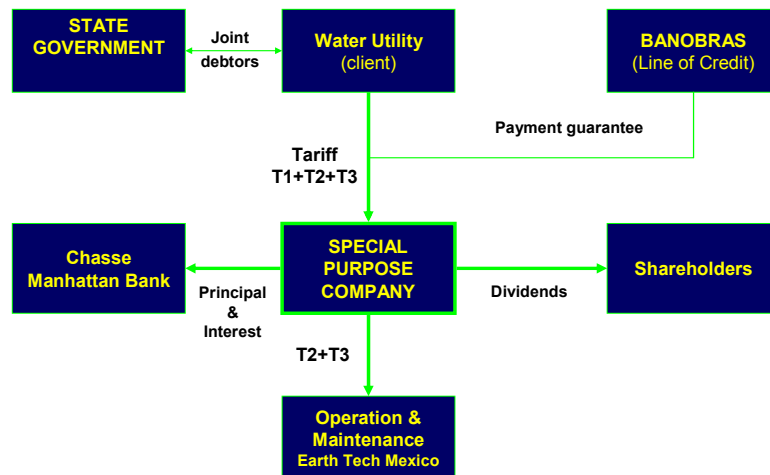 STATE
GOVERNMENT
Joint
debtors
Water Utility
(client)
BANOBRAS
(Line of Credit)
Payment guarantee
Tariff
T1+T2+T3
Chasse
Manhattan Bank
SPECIAL
PURPOSE
COMPANY
Shareholders
Principal
&
Interest
Dividends
T2+T3
Operation &
Maintenance
Earth Tech Mexico